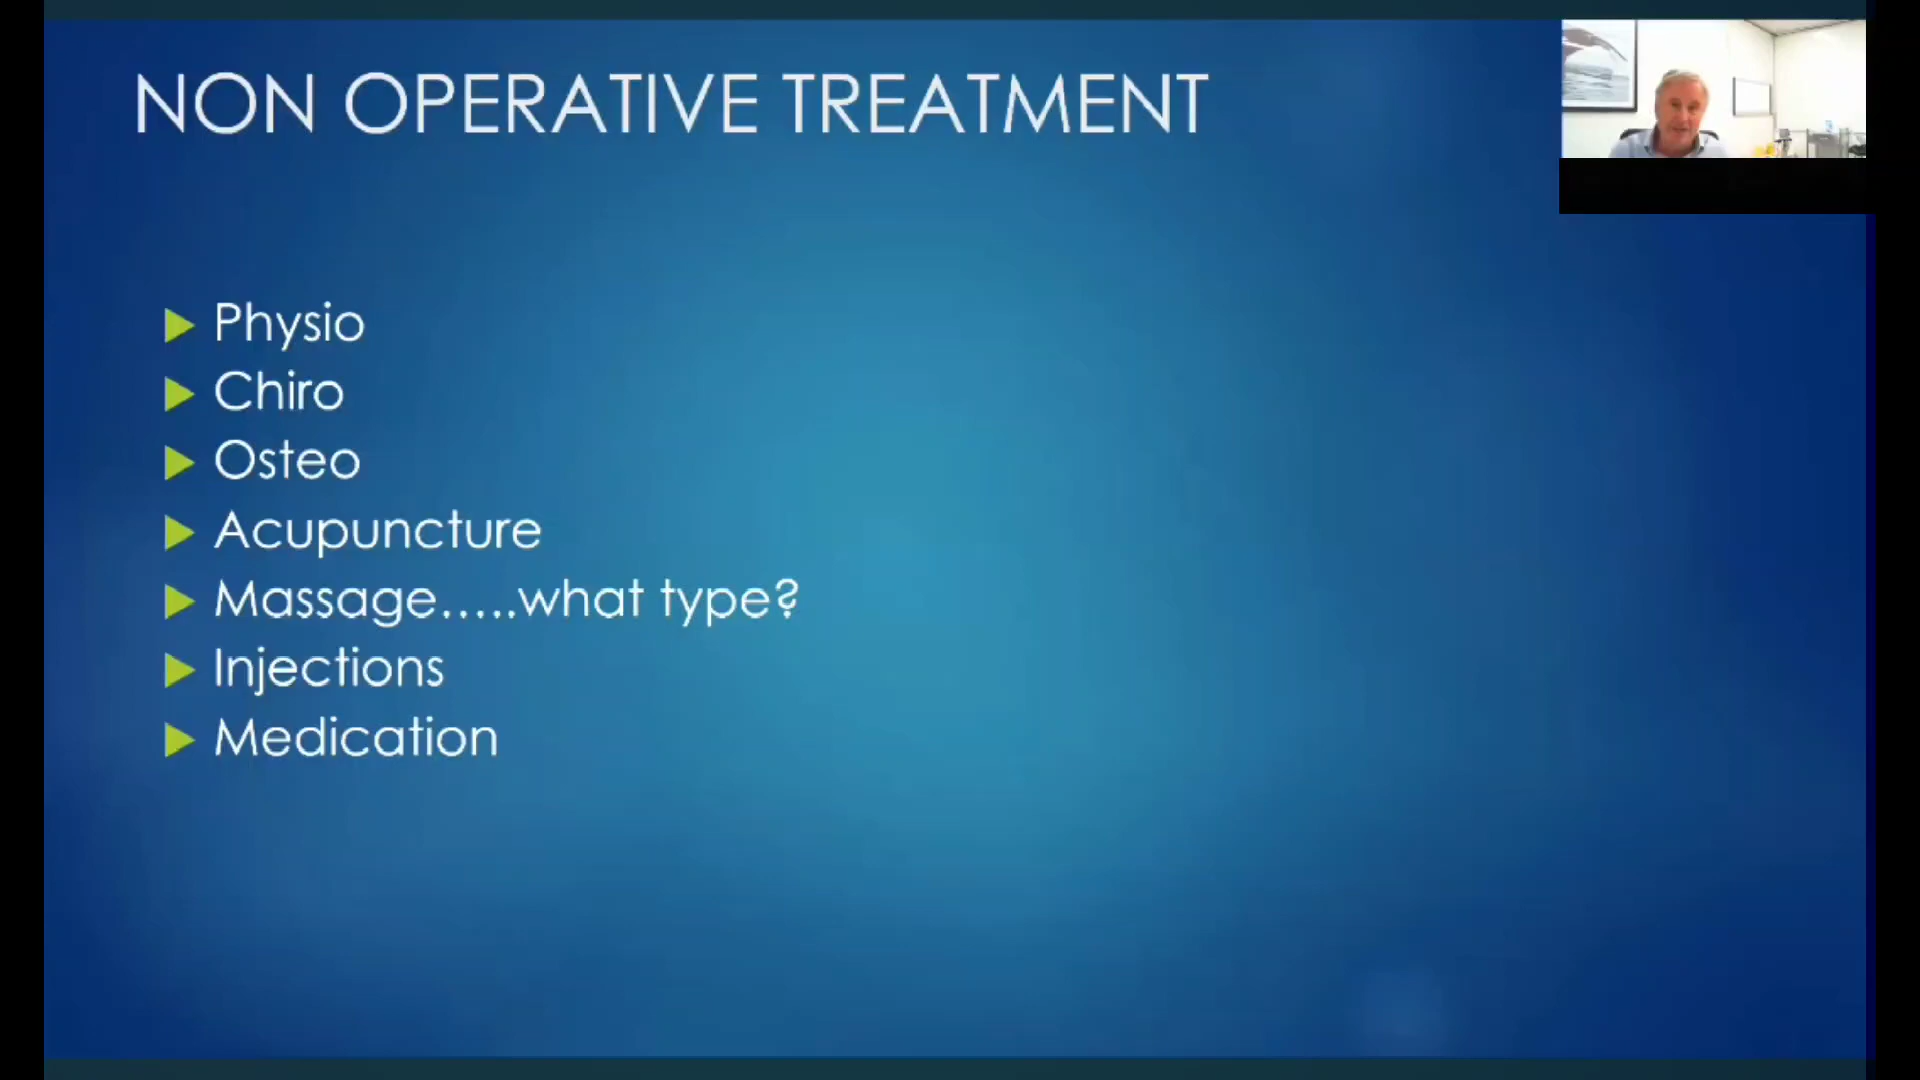 NON OPERATIVE TREATMENT
Physio
Chiro
Osteo
Acupuncture
Massage.....what type?
Injections
Medication